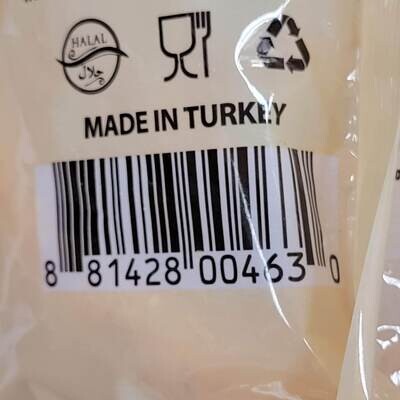 HALAL
حلال
MADE IN TURKEY
8 81428 00463 0